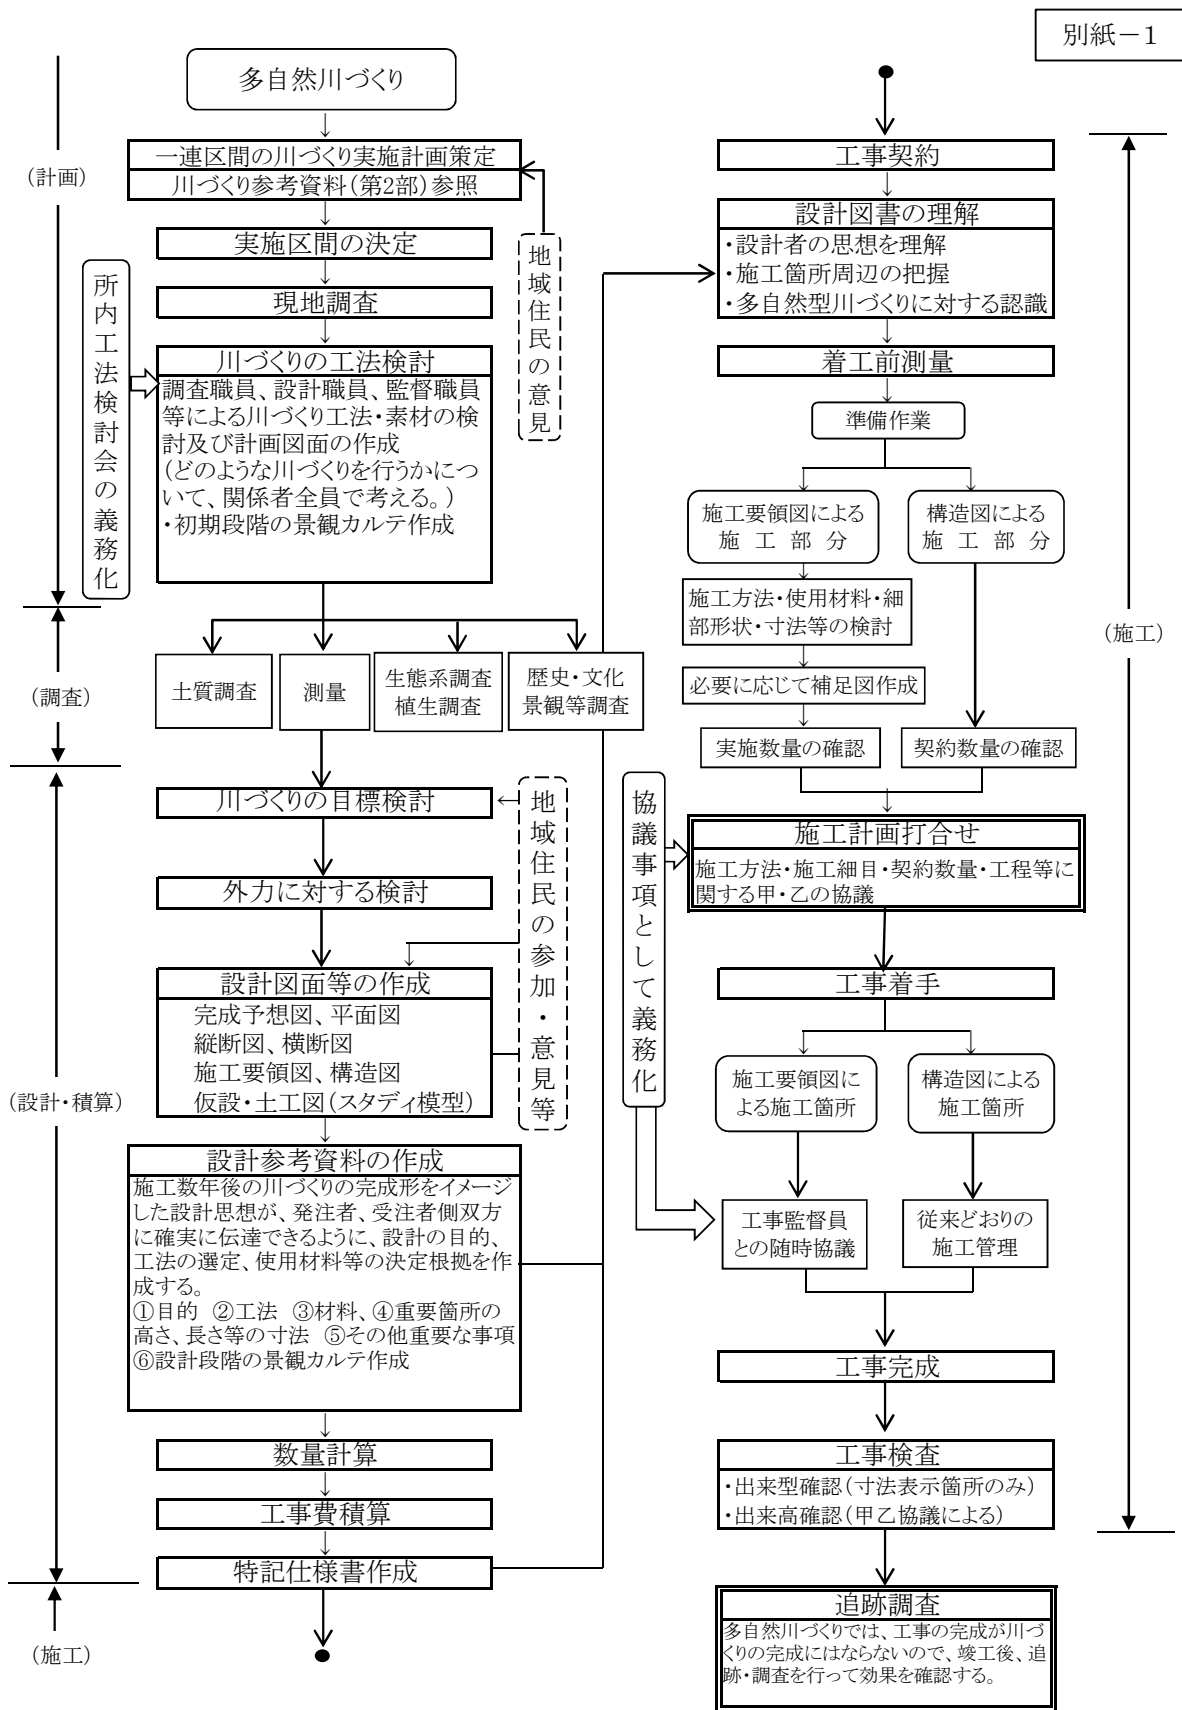 別紙－1
(計画)
多自然川づくり
一連区間の川づくり実施計画策定
川づくり参考資料(第2部)参照
地域住民の意見
実施区間の決定
現地調査
所内工法検討会の義務化
川づくりの工法検討
調査職員、設計職員、監督職員
等による川づくり工法・素材の検
討及び計画図面の作成
(どのような川づくりを行うかにつ
いて、関係者全員で考える。)
・初期段階の景観カルテ作成
(調査)
土質調査
測量
生態系調査
植生調査
歴史・文化
景観等調査
(設計・積算)
川づくりの目標検討
地域住民の参加・意見等
外力に対する検討
設計図面等の作成
完成予想図、平面図
縦断図、横断図
施工要領図、構造図
仮設・土工図(スタディ模型)
設計参考資料の作成
施工数年後の川づくりの完成形をイメージ
した設計思想が、発注者、受注者側双方
に確実に伝達できるように、設計の目的、
工法の選定、使用材料等の決定根拠を作
成する。
①目的　②工法　③材料、④重要箇所の
高さ、長さ等の寸法　⑤その他重要な事項
⑥設計段階の景観カルテ作成
数量計算
工事費積算
特記仕様書作成
(施工)
工事契約
設計図書の理解
・設計者の思想を理解
・施工箇所周辺の把握
・多自然型川づくりに対する認識
着工前測量
準備作業
施工要領図による
施　工　部　分
構造図による
施　工　部　分
施工方法・使用材料・細
部形状・寸法等の検討
必要に応じて補足図作成
実施数量の確認
契約数量の確認
(施工)
協議事項として義務化
施工計画打合せ
施工方法・施工細目・契約数量・工程等に
関する甲・乙の協議
工事着手
施工要領図に
よる施工箇所
構造図による
施工箇所
工事監督員
との随時協議
従来どおりの
施工管理
工事完成
工事検査
・出来型確認(寸法表示箇所のみ)
・出来高確認(甲乙協議による)
追跡調査
多自然川づくりでは、工事の完成が川づ
くりの完成にはならないので、竣工後、追
跡・調査を行って効果を確認する。